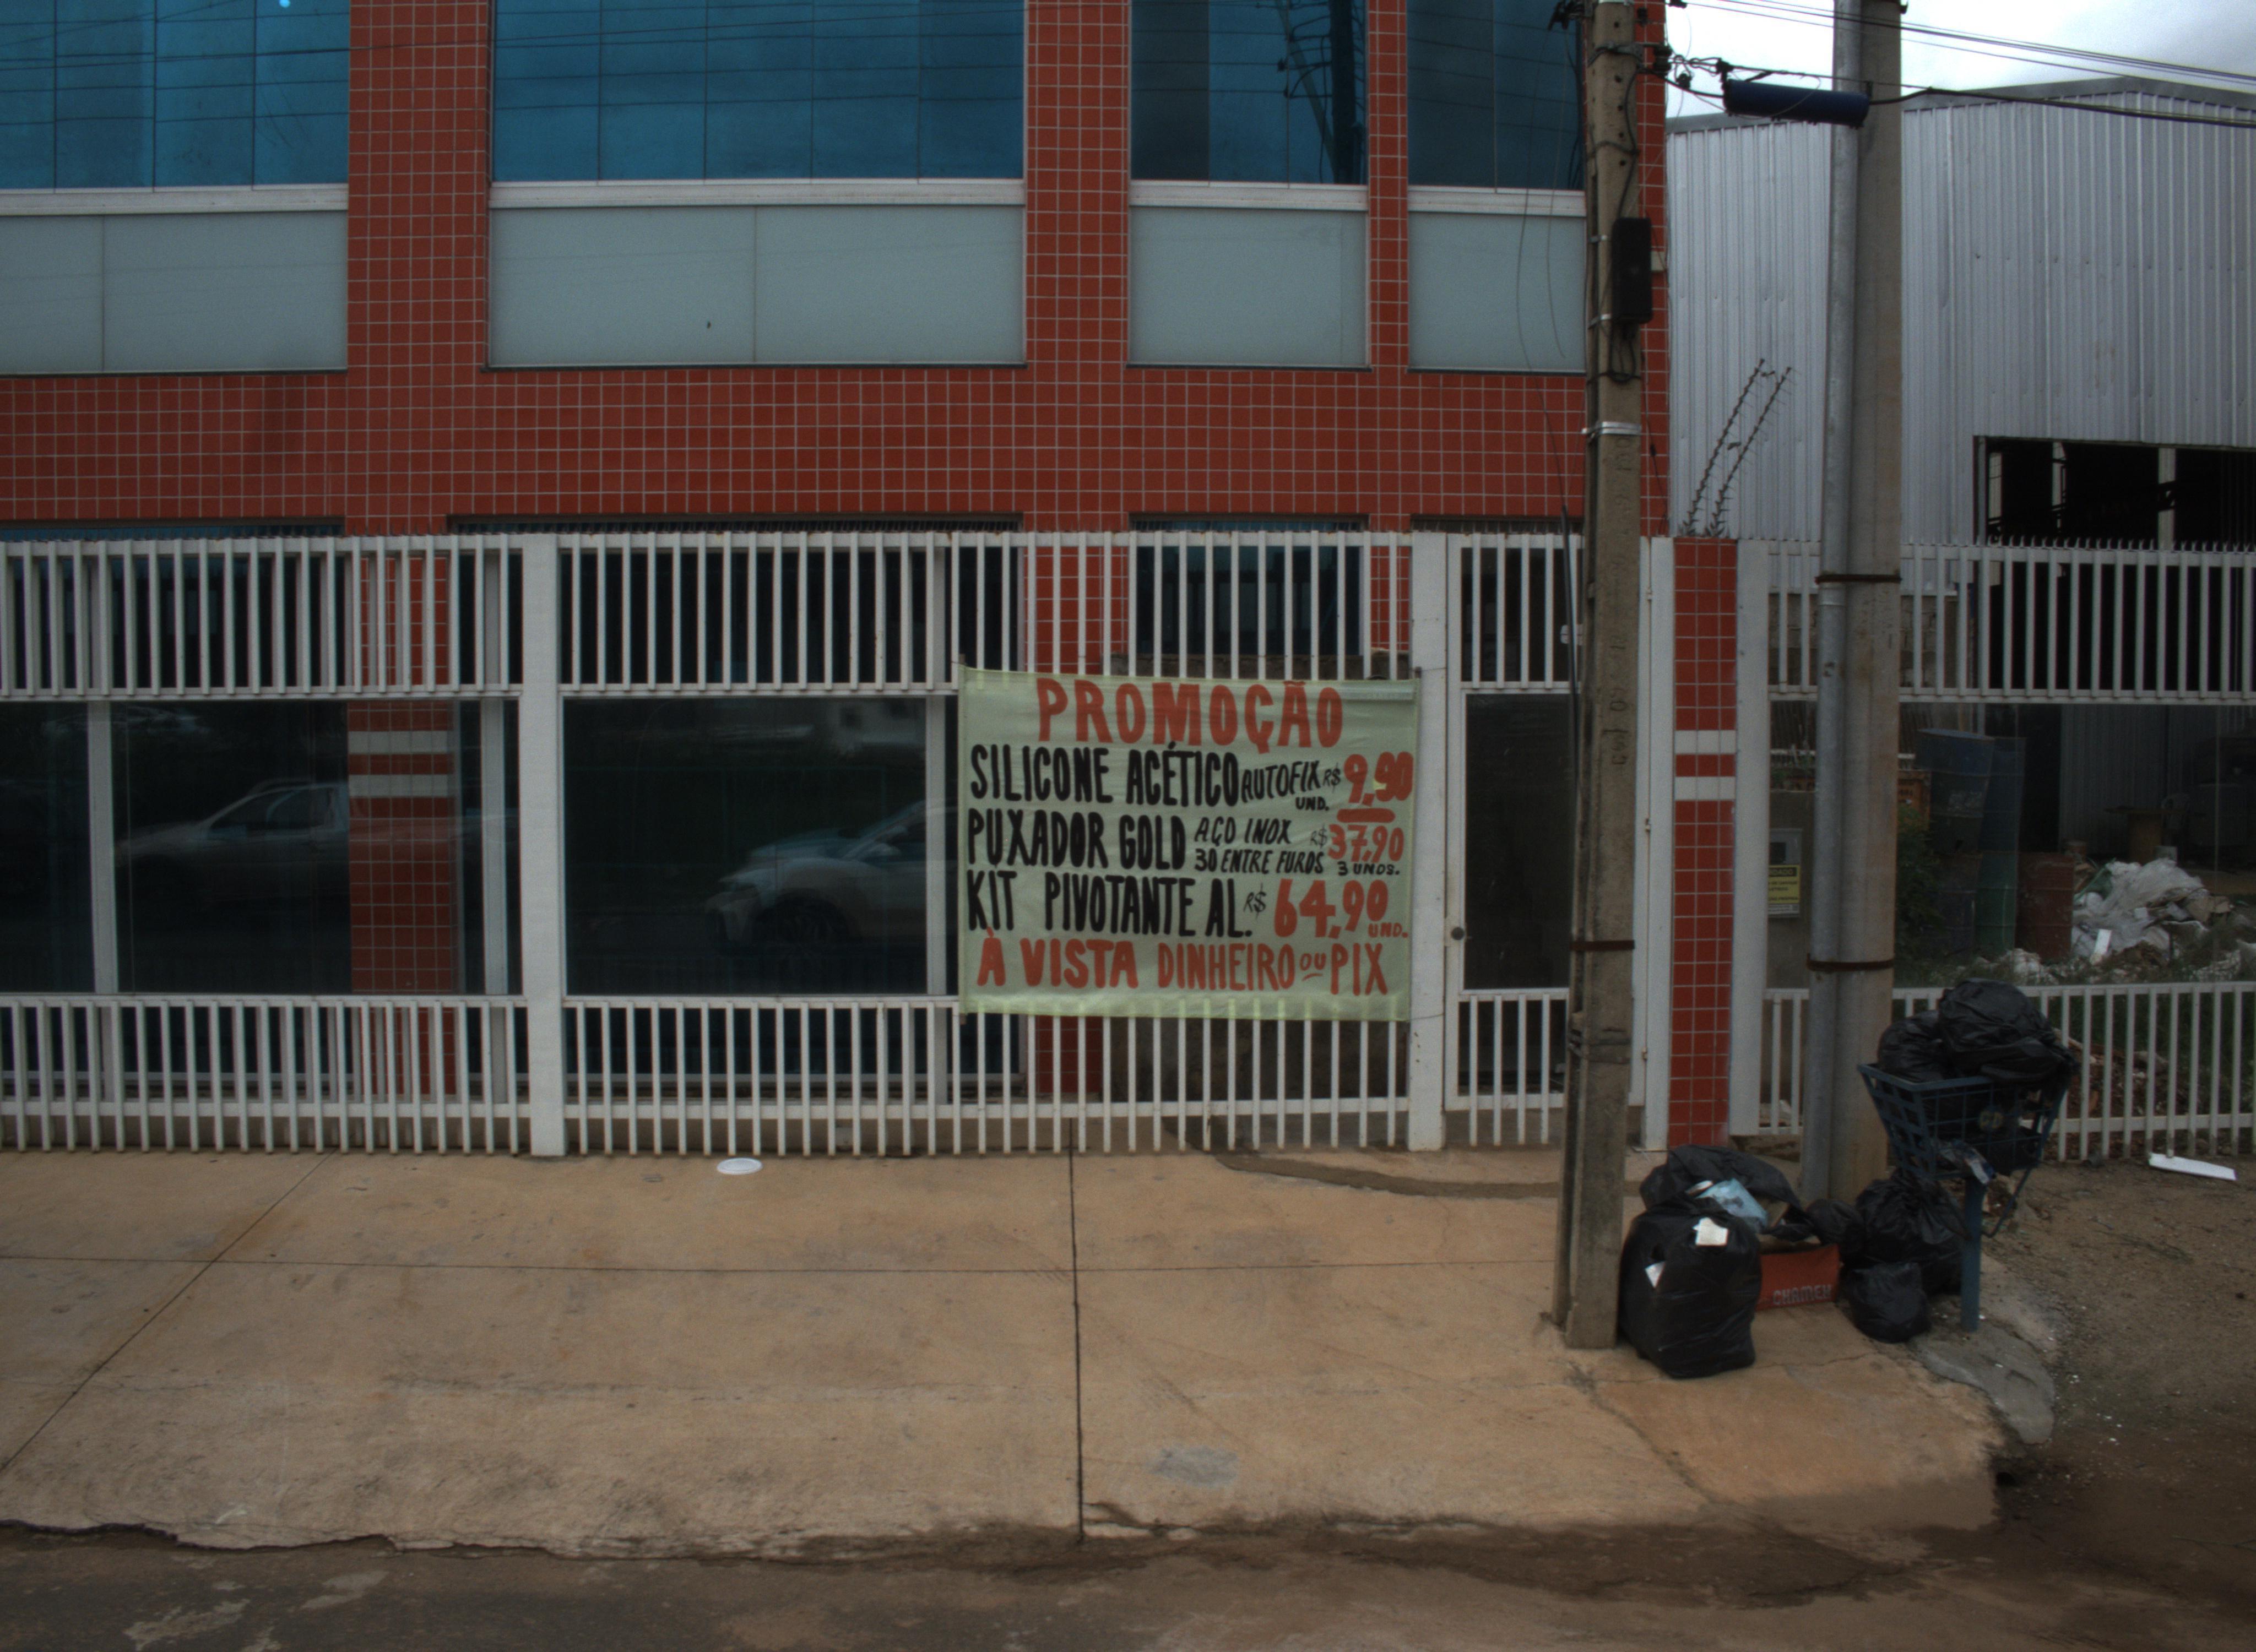 PROMOÇÃO
SILICONE ACÉTICO AUTOFIX R$ 9,90
UND.
PUXADOR GOLD AÇO INOX R$ 37,90
30 ENTRE FUROS 3 UNDS.
KIT PIVOTANTE AL. R$ 64,90 UND.
À VISTA DINHEIRO OU PIX
CHAMEX